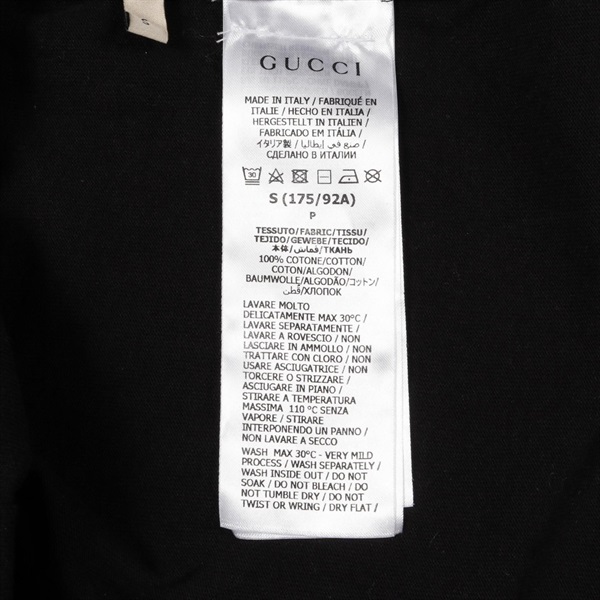 S
GUCCI
MADE IN ITALY / FABRIQUÉ EN
ITALIE / HECHO EN ITALIA /
HERGESTELLT IN ITALIEN /
FABRICADO EM ITÁLIA /
イタリア製 / صنع في إيطاليا /
СДЕЛАНО В ИТАЛИИ
30
S (175/92A)
P
TESSUTO/FABRIC/TISSU/
TEJIDO/GEWEBE/TECIDO/
本体/قماش/ТКАНЬ
100% COTONE/COTTON/
COTON/ALGODON/
BAUMWOLLE/ALGODÃO/コットン/
قطن/ХЛОПОК
LAVARE MOLTO
DELICATAMENTE MAX 30°C /
LAVARE SEPARATAMENTE /
LAVARE A ROVESCIO / NON
LASCIARE IN AMMOLLO / NON
TRATTARE CON CLORO / NON
USARE ASCIUGATRICE / NON
TORCERE O STRIZZARE /
ASCIUGARE IN PIANO /
STIRARE A TEMPERATURA
MASSIMA 110°C SENZA
VAPORE / STIRARE
INTERPONENDO UN PANNO /
NON LAVARE A SECCO
WASH MAX 30°C - VERY MILD
PROCESS / WASH SEPARATELY /
WASH INSIDE OUT / DO NOT
SOAK / DO NOT BLEACH / DO
NOT TUMBLE DRY / DO NOT
TWIST OR WRING / DRY FLAT /